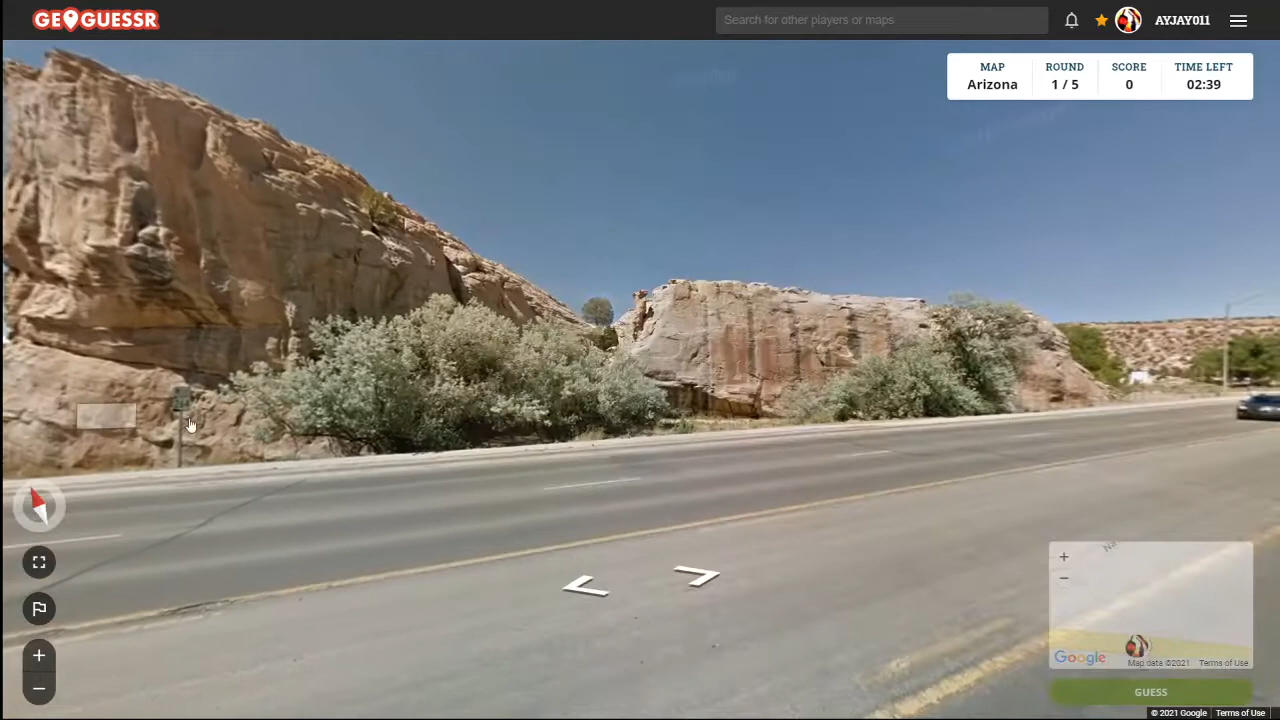 GEOGUESSR
Search for other players or maps
AYJAY011
MAP
Arizona
ROUND
1 / 5
SCORE
0
TIME LEFT
02:39
+
−
+
−
Google
Map data ©2021
Terms of Use
GUESS
© 2021 Google
Terms of Use